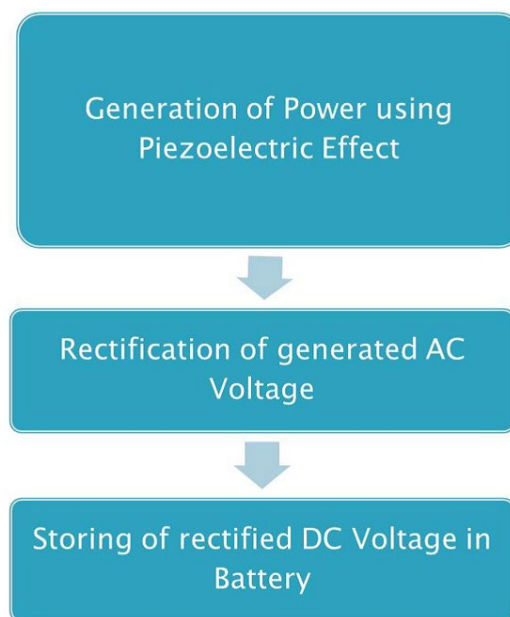 Generation of Power using
Piezoelectric Effect
Rectification of generated AC
Voltage
Storing of rectified DC Voltage in
Battery